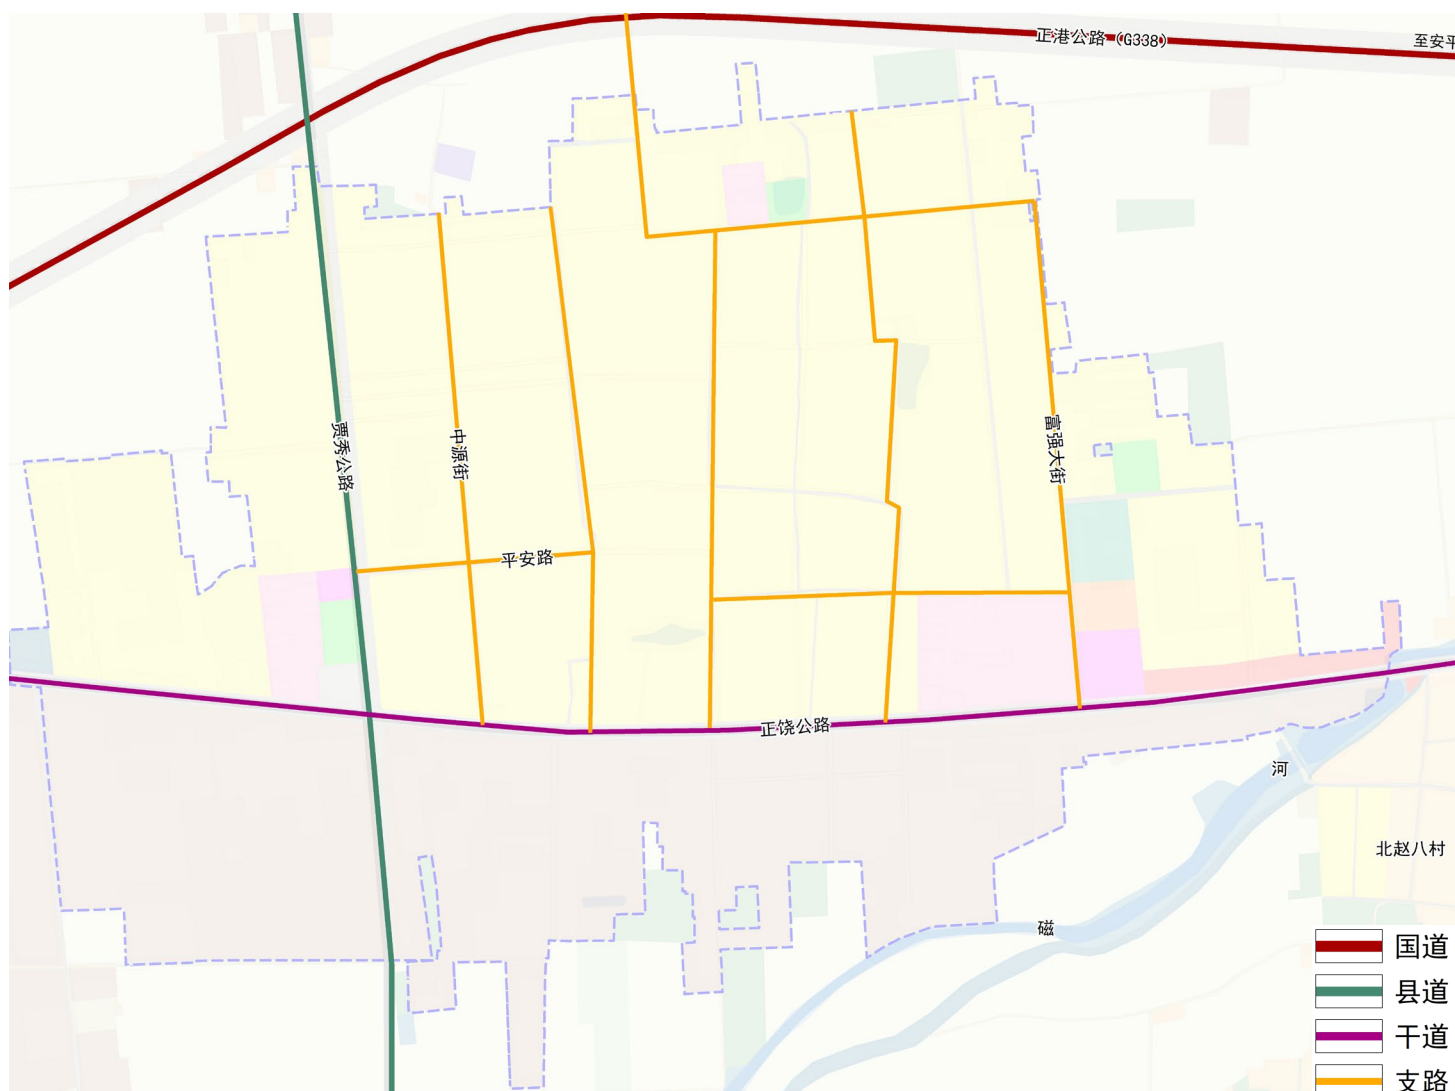 正港公路（G338）
至安平
贾秀公路
中源街
富强大街
平安路
正饶公路
河
北赵八村
磁
国道
县道
干道
支路